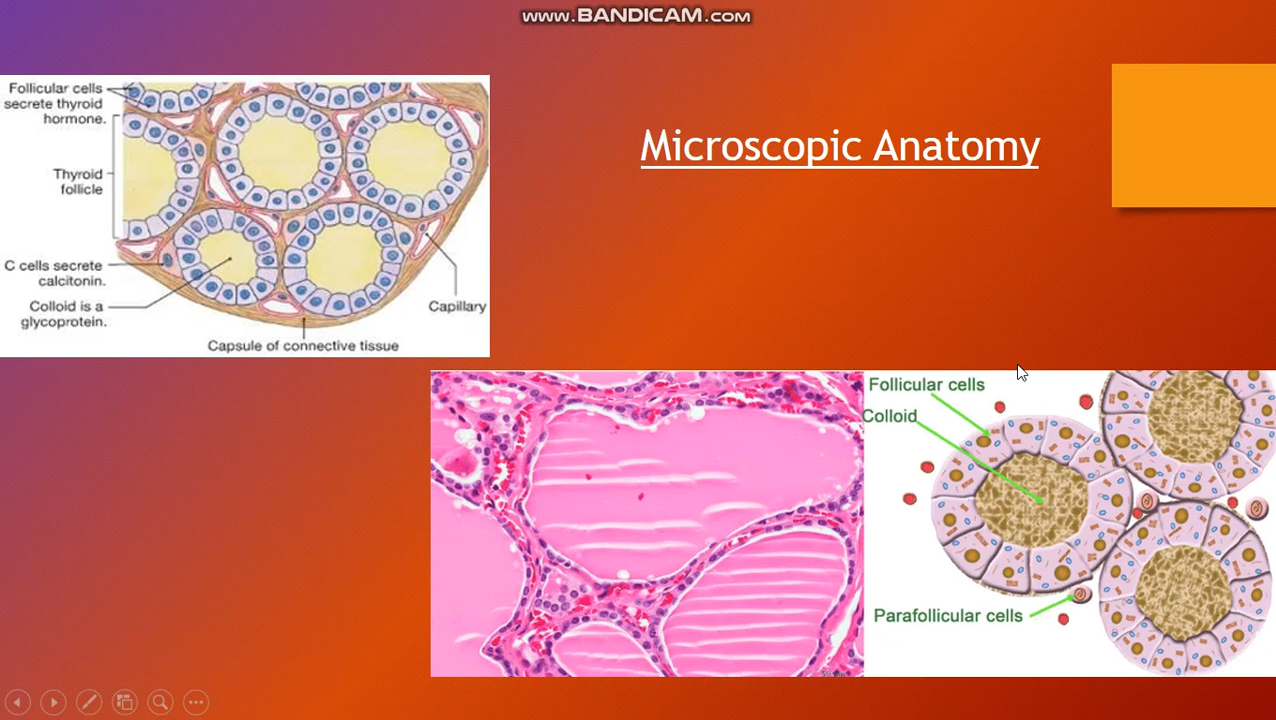 www.BANDICAM.com
Microscopic Anatomy
Follicular cells
secrete thyroid
hormone.
Thyroid
follicle
C cells secrete
calcitonin.
Colloid is a
glycoprotein.
Capillary
Capsule of connective tissue
Follicular cells
Colloid
Parafollicular cells